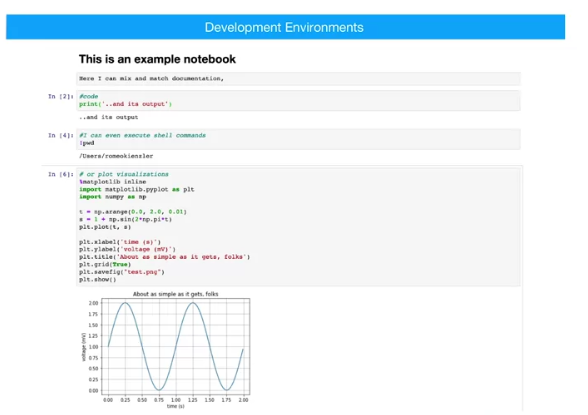 Development Environments
This is an example notebook
Here I can mix and match documentation,
In [2]: #code
print('..and its output')
..and its output
In [4]: #I can even execute shell commands
!pwd
/Users/romeokienzler
In [6]: # or plot visualizations
%matplotlib inline
import matplotlib.pyplot as plt
import numpy as np
t = np.arange(0.0, 2.0, 0.01)
s = 1 + np.sin(2*np.pi*t)
plt.plot(t, s)
plt.xlabel('time (s)')
plt.ylabel('voltage (mV)')
plt.title('About as simple as it gets, folks')
plt.grid(True)
plt.savefig("test.png")
plt.show()
About as simple as it gets, folks
2.00
1.75
1.50
1.25
1.00
0.75
0.50
0.25
0.00
voltage (mV)
0.00 0.25 0.50 0.75 1.00 1.25 1.50 1.75 2.00
time (s)